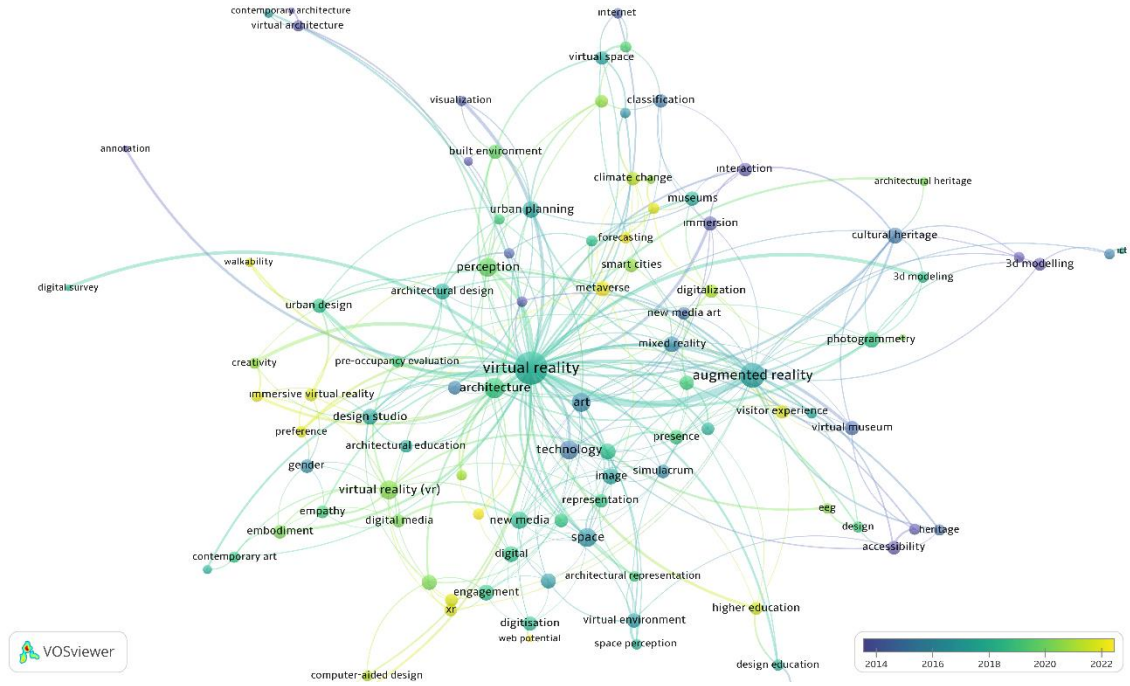 contemporary architecture
virtual architecture
internet
virtual space
visualization
classification
annotation
built environment
interaction
climate change
architectural heritage
museums
urban planning
immersion
cultural heritage
forecasting
walkability
perception
smart cities
3d modelling
3d modeling
digital survey
architectural design
metaverse
digitalization
urban design
new media art
photogrammetry
mixed reality
creativity
pre-occupancy evaluation
virtual reality
augmented reality
architecture
immersive virtual reality
art
visitor experience
design studio
virtual museum
preference
presence
architectural education
technology
gender
image
simulacrum
virtual reality (vr)
representation
eeg
empathy
digital media
new media
design
heritage
embodiment
space
accessibility
contemporary art
digital
architectural representation
engagement
xr
higher education
digitisation
virtual environment
web potential
space perception
design education
computer-aided design
VOSviewer
2014 2016 2018 2020 2022